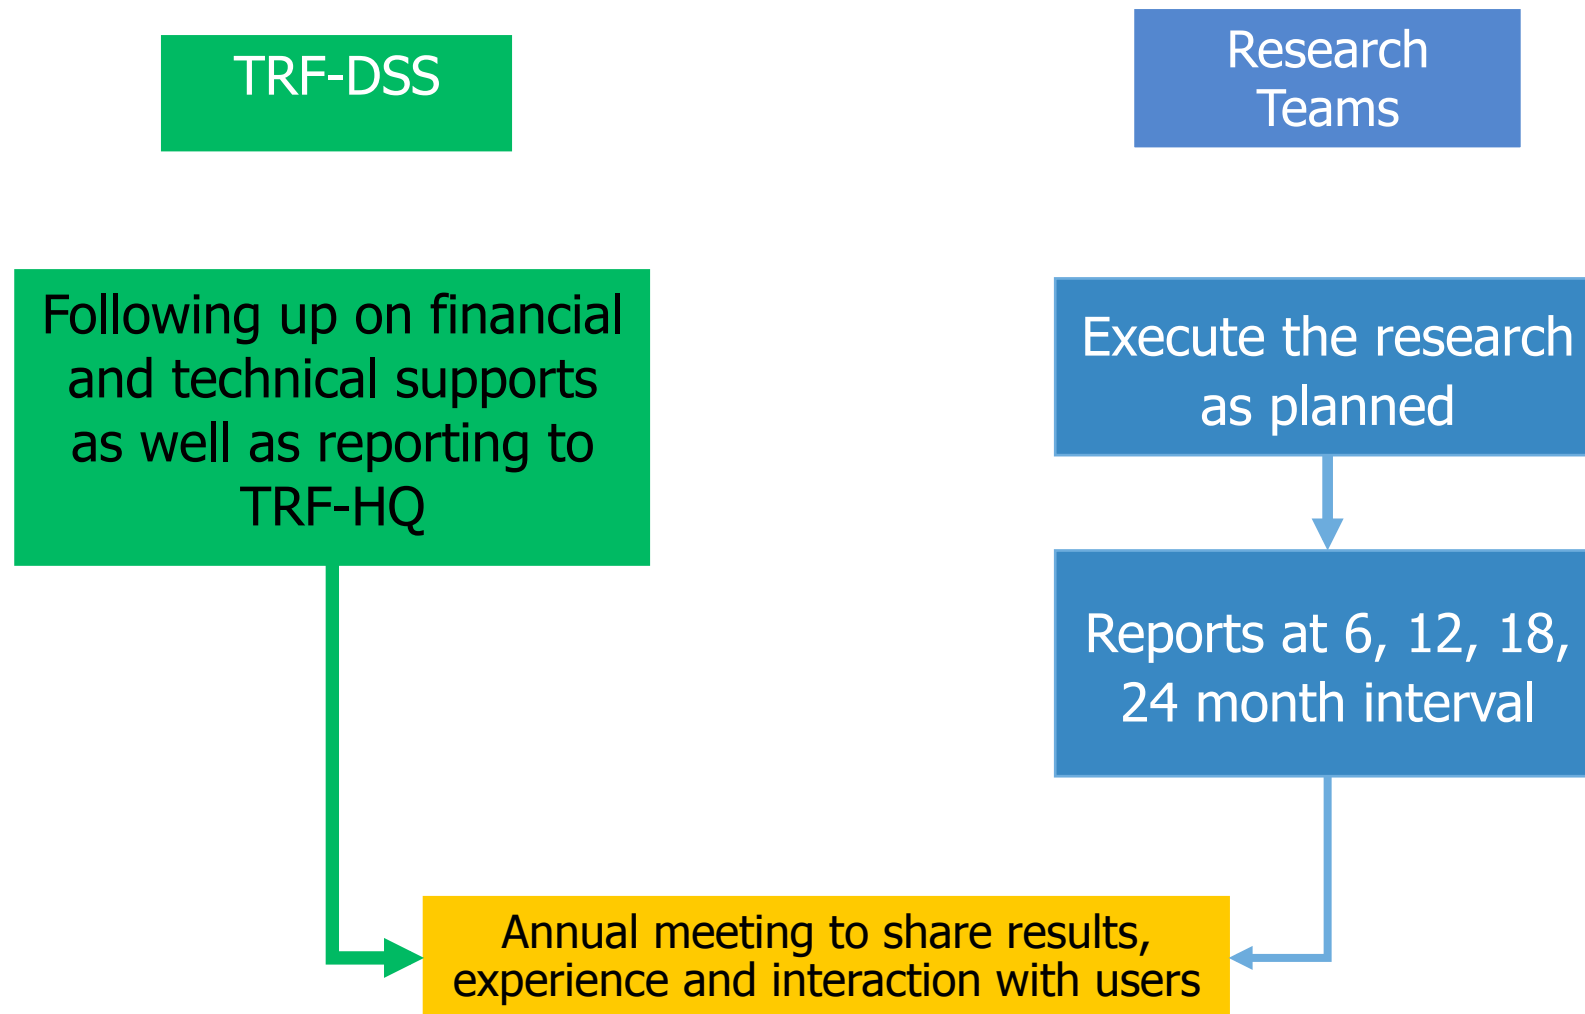 TRF-DSS
Research
Teams
Following up on financial
and technical supports
as well as reporting to
TRF-HQ
Execute the research
as planned
Reports at 6, 12, 18,
24 month interval
Annual meeting to share results,
experience and interaction with users